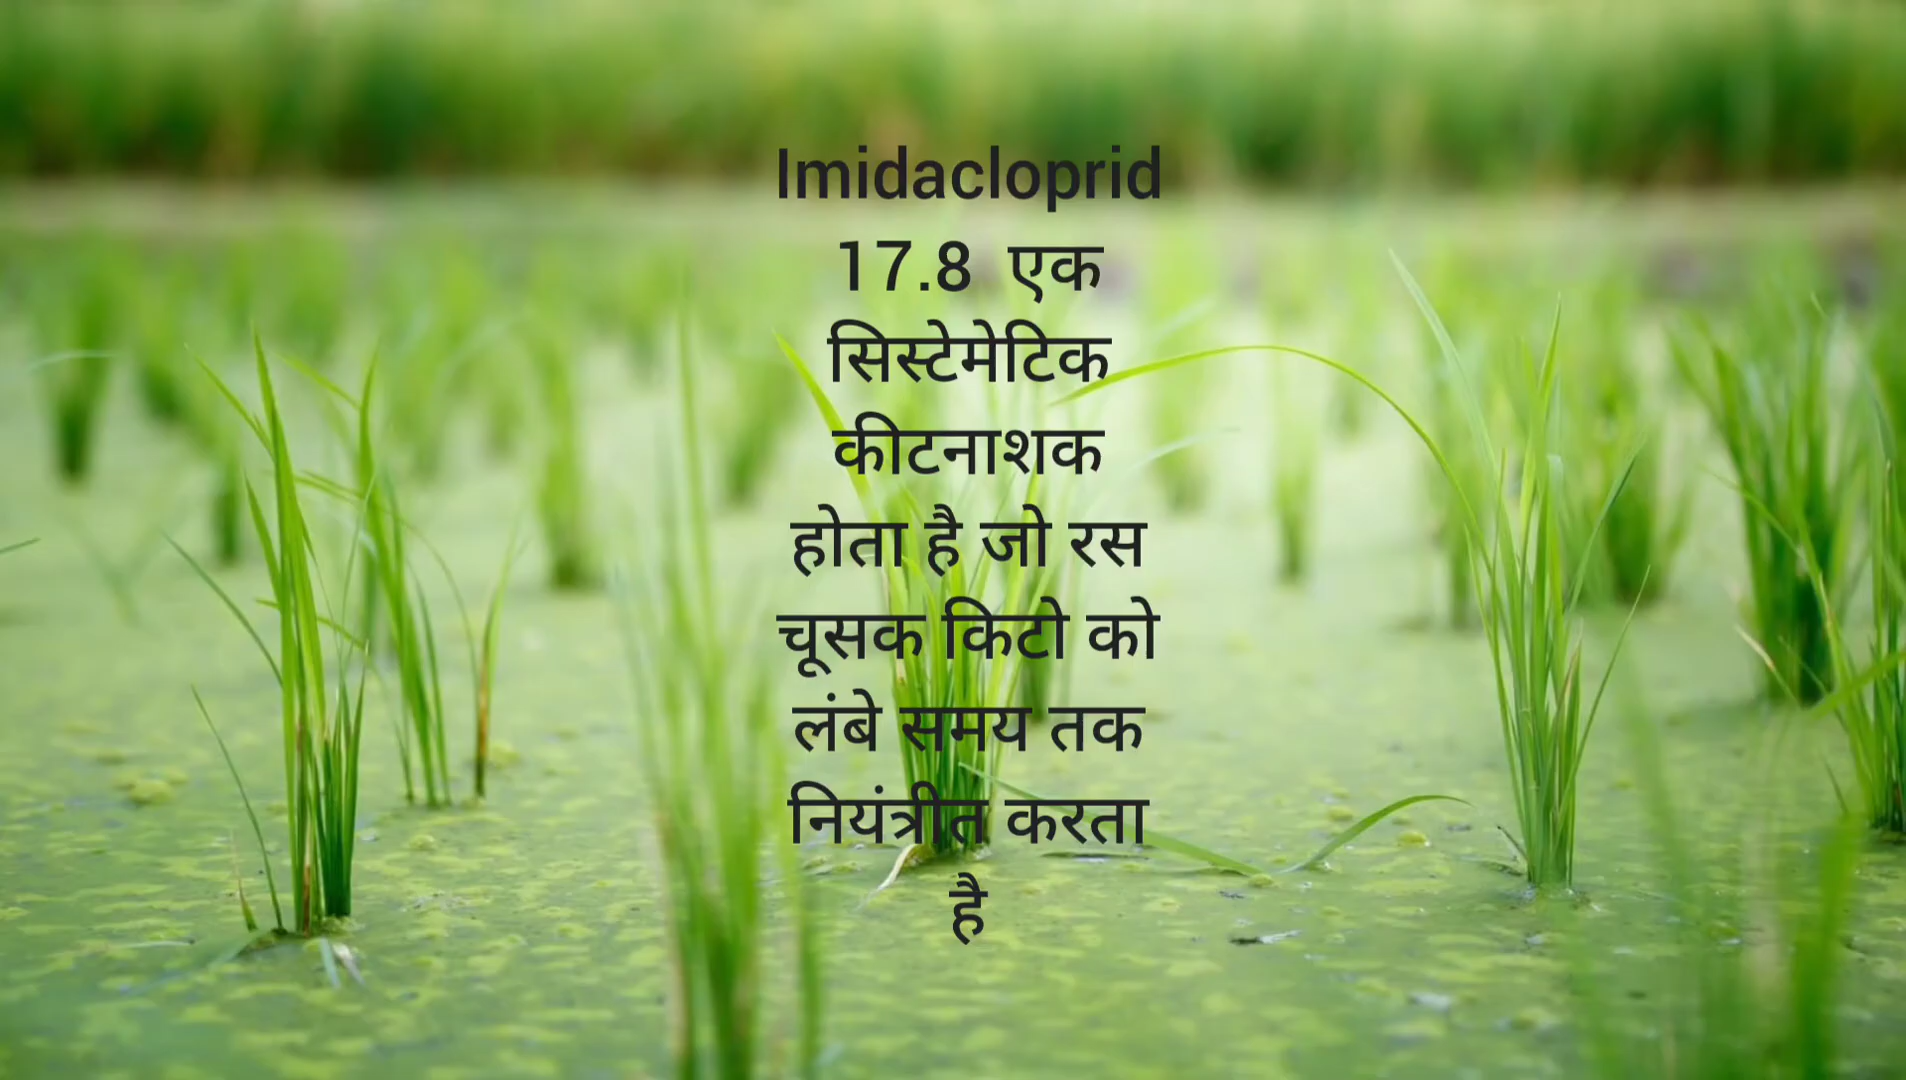 Imidacloprid
17.8 एक
सिस्टेमेटिक
कीटनाशक
होता है जो रस
चूसक किटो को
लंबे समय तक
नियंत्रीत करता
है